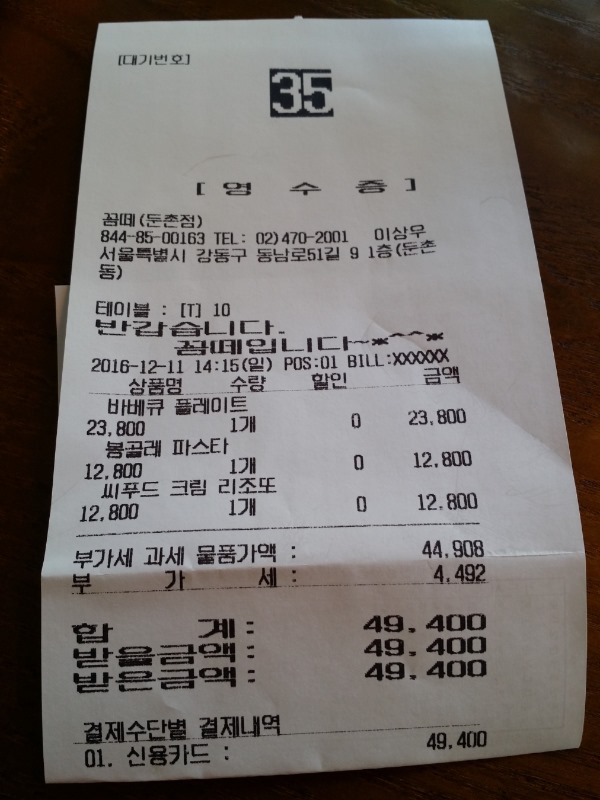 [대기번호]
35
[ 영 수 증 ]
꼼떼(둔촌점)
844-85-00163 TEL: 02)470-2001 이상우
서울특별시 강동구 동남로51길 9 1층(둔촌
동)
테이블 : [T] 10
반갑습니다.
꼼떼입니다~*^^*
2016-12-11 14:15(일) POS:01 BILL:XXXXXX
상품명 수량 할인 금액
바베큐 플레이트
23,800 1개 0 23,800
봉골레 파스타
12,800 1개 0 12,800
씨푸드 크림 리조또
12,800 1개 0 12,800
부가세 과세 물품가액 : 44,908
부 가 세 : 4,492
합 계 : 49,400
받을금액 : 49,400
받은금액 : 49,400
결제수단별 결제내역
01. 신용카드 : 49,400